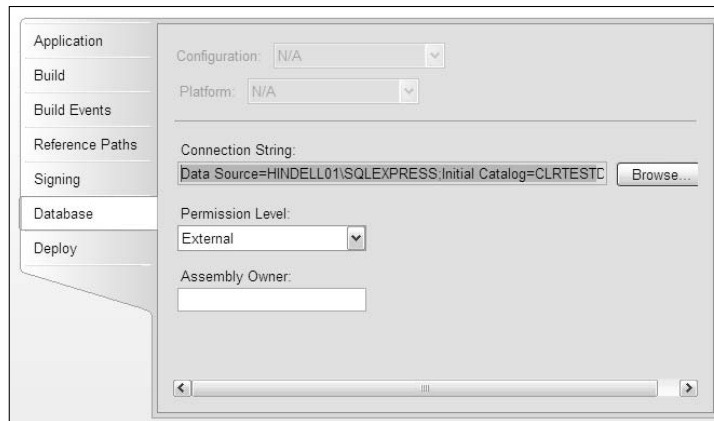 Application
Build
Build Events
Reference Paths
Signing
Database
Deploy
Configuration: N/A
Platform: N/A
Connection String:
Data Source=HINDELL01\SQLEXPRESS;Initial Catalog=CLRTESTD
Browse...
Permission Level:
External
Assembly Owner: